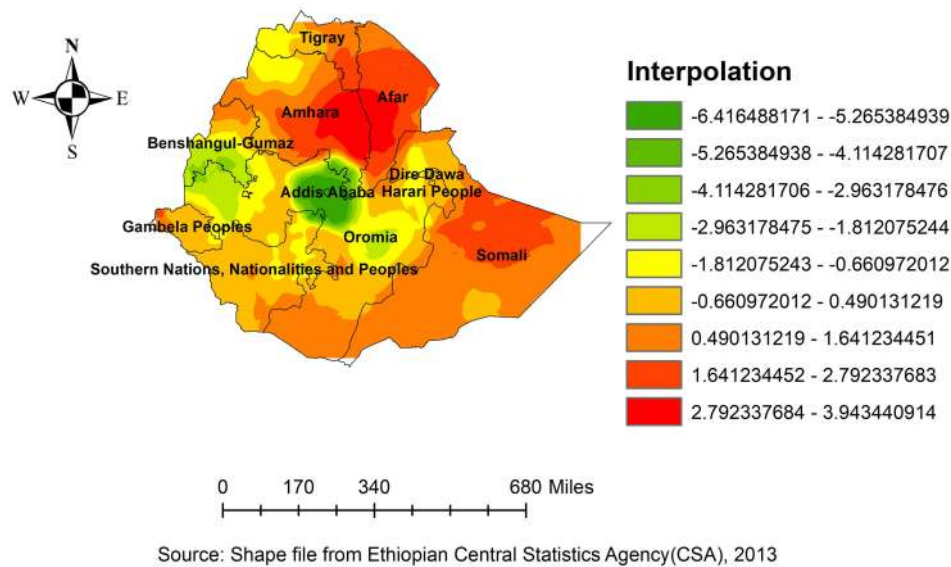 N
W E
S
Tigray
Amhara
Afar
Benshangul-Gumaz
Dire Dawa
Addis Ababa
Harari People
Gambela Peoples
Oromia
Somali
Southern Nations, Nationalities and Peoples
Interpolation
-6.416488171 - -5.265384939
-5.265384938 - -4.114281707
-4.114281706 - -2.963178476
-2.963178475 - -1.812075244
-1.812075243 - -0.660972012
-0.660972012 - 0.490131219
0.490131219 - 1.641234451
1.641234452 - 2.792337683
2.792337684 - 3.943440914
0 170 340 680 Miles
Source: Shape file from Ethiopian Central Statistics Agency(CSA), 2013